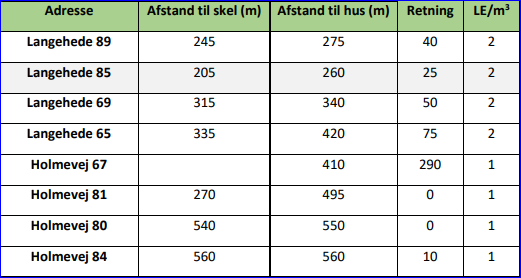 Adresse Afstand til skel (m) Afstand til hus (m) Retning LE/m³
Langehede 89 245 275 40 2
Langehede 85 205 260 25 2
Langehede 69 315 340 50 2
Langehede 65 335 420 75 2
Holmevej 67 410 290 1
Holmevej 81 270 495 0 1
Holmevej 80 540 550 0 1
Holmevej 84 560 560 10 1